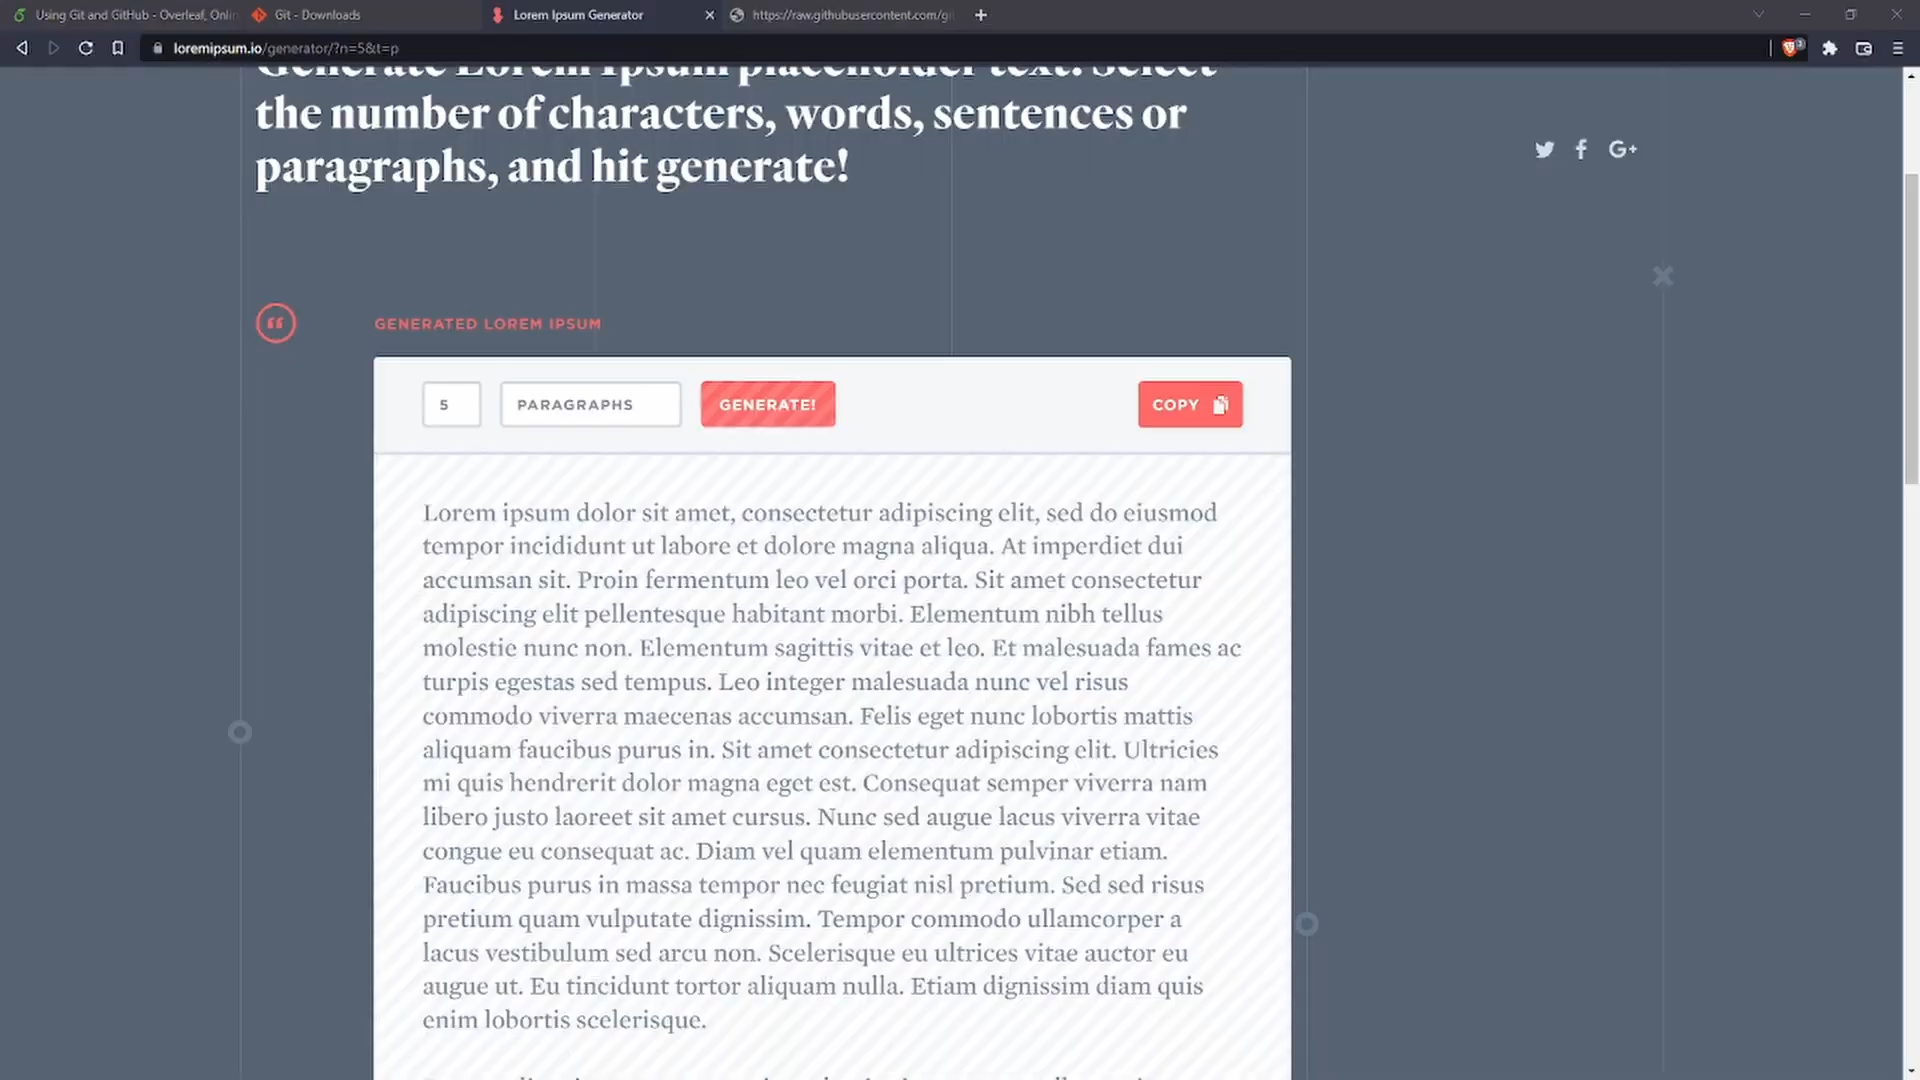 Using Git and GitHub - Overleaf, Onlin
Git - Downloads
Lorem Ipsum Generator
https://raw.githubusercontent.com/gi
loremipsum.io/generator/?n=5&t=p
Generate Lorem Ipsum placeholder text. Select
the number of characters, words, sentences or
paragraphs, and hit generate!
G+
GENERATED LOREM IPSUM
5
PARAGRAPHS
GENERATE!
COPY
Lorem ipsum dolor sit amet, consectetur adipiscing elit, sed do eiusmod
tempor incididunt ut labore et dolore magna aliqua. At imperdiet dui
accumsan sit. Proin fermentum leo vel orci porta. Sit amet consectetur
adipiscing elit pellentesque habitant morbi. Elementum nibh tellus
molestie nunc non. Elementum sagittis vitae et leo. Et malesuada fames ac
turpis egestas sed tempus. Leo integer malesuada nunc vel risus
commodo viverra maecenas accumsan. Felis eget nunc lobortis mattis
aliquam faucibus purus in. Sit amet consectetur adipiscing elit. Ultricies
mi quis hendrerit dolor magna eget est. Consequat semper viverra nam
libero justo laoreet sit amet cursus. Nunc sed augue lacus viverra vitae
congue eu consequat ac. Diam vel quam elementum pulvinar etiam.
Faucibus purus in massa tempor nec feugiat nisl pretium. Sed sed risus
pretium quam vulputate dignissim. Tempor commodo ullamcorper a
lacus vestibulum sed arcu non. Scelerisque eu ultrices vitae auctor eu
augue ut. Eu tincidunt tortor aliquam nulla. Etiam dignissim diam quis
enim lobortis scelerisque.